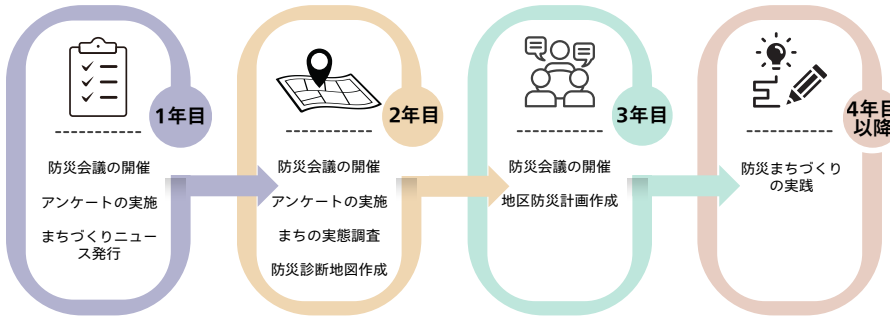 1年目
防災会議の開催
アンケートの実施
まちづくりニュー
ス発行
2年目
防災会議の開催
アンケートの実施
まちの実態調査
防災診断地図作成
3年目
防災会議の開催
地区防災計画作成
4年目
以降
防災まちづくり
の実践